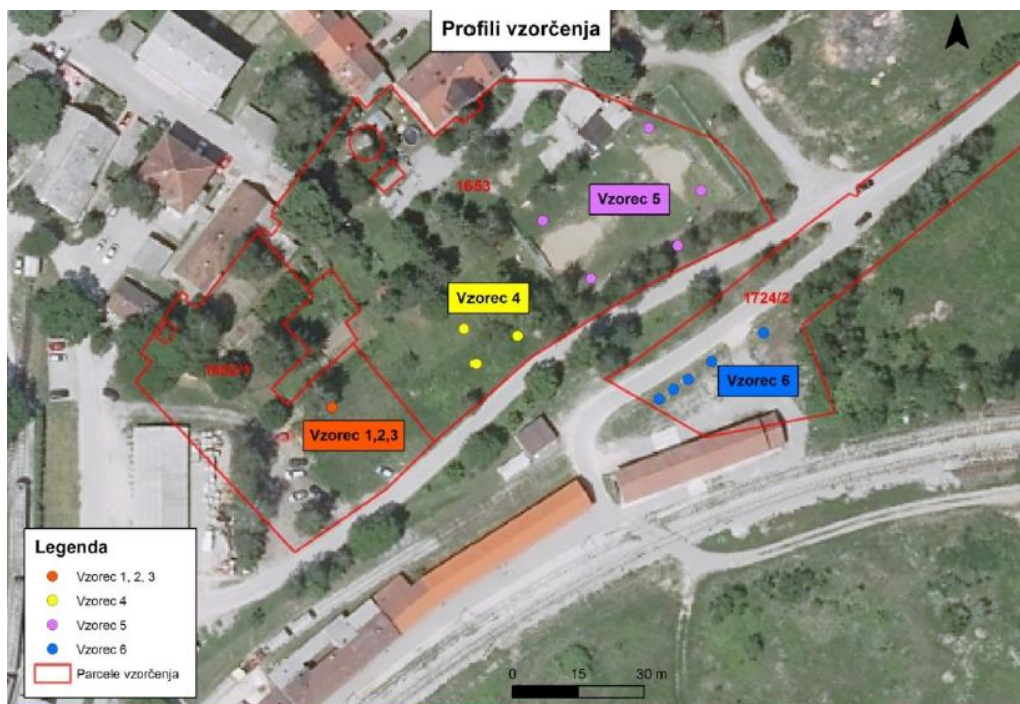 Profili vzorčenja
1653
Vzorec 5
Vzorec 4
1724/2
Vzorec 6
Vzorec 1,2,3
Legenda
Vzorec 1, 2, 3
Vzorec 4
Vzorec 5
Vzorec 6
Parcele vzorčenja
0 15 30 m